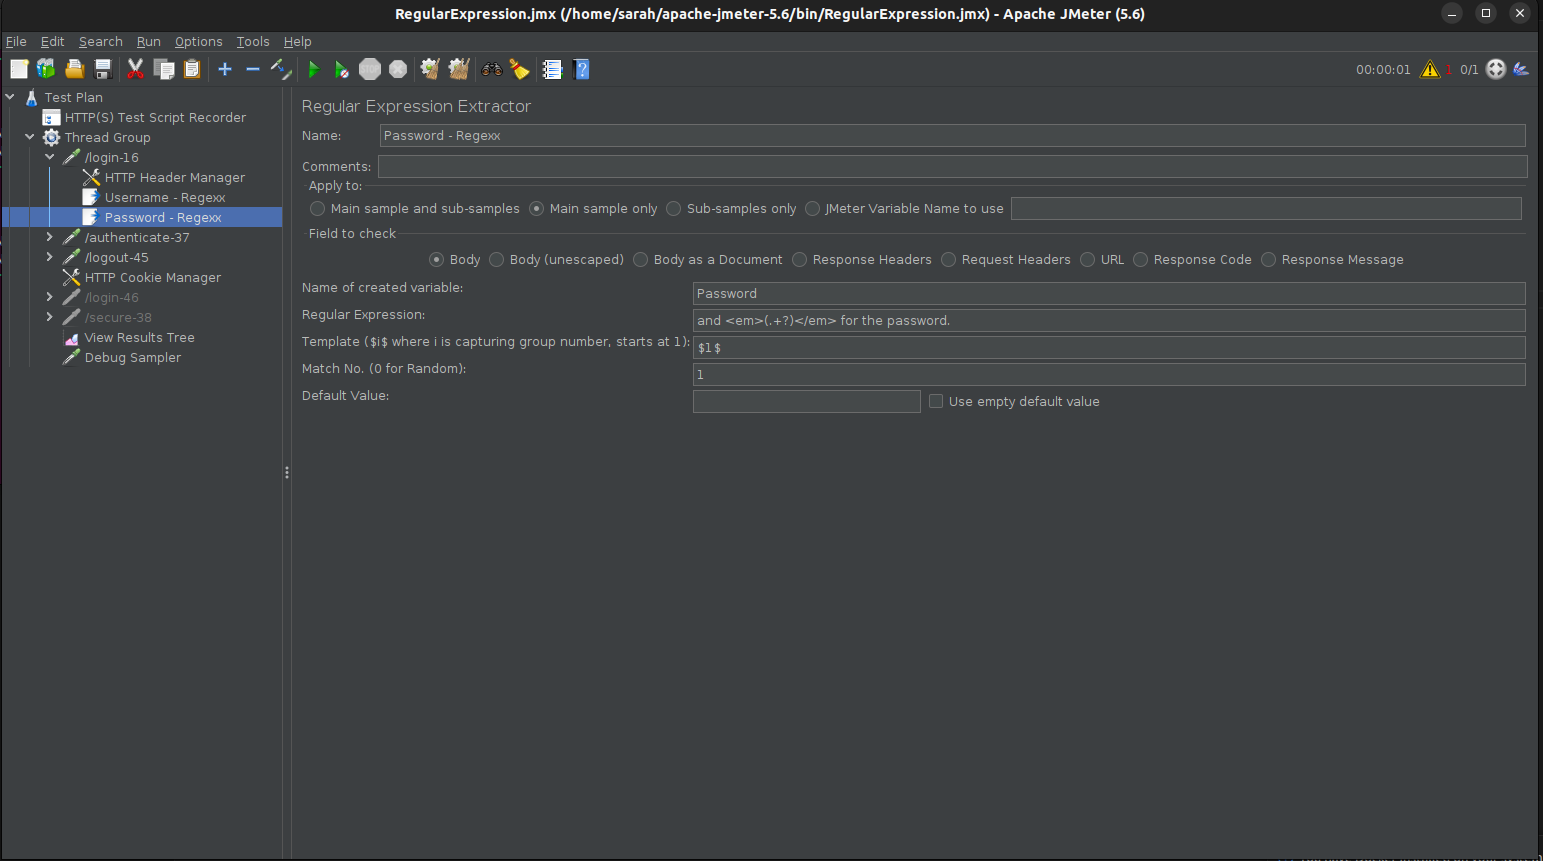 RegularExpression.jmx (/home/sarah/apache-jmeter-5.6/bin/RegularExpression.jmx) - Apache JMeter (5.6)
File Edit Search Run Options Tools Help
STOP 00:00:01 1 0/1
Test Plan
HTTP(S) Test Script Recorder
Thread Group
/login-16
HTTP Header Manager
Username - Regexx
Password - Regexx
/authenticate-37
/logout-45
HTTP Cookie Manager
/login-46
/secure-38
View Results Tree
Debug Sampler
Regular Expression Extractor
Name: Password - Regexx
Comments:
Apply to:
Main sample and sub-samples Main sample only Sub-samples only JMeter Variable Name to use
Field to check
Body Body (unescaped) Body as a Document Response Headers Request Headers URL Response Code Response Message
Name of created variable: Password
Regular Expression: and <em>(.+?)</em> for the password.
Template ($i$ where i is capturing group number, starts at 1): $1$
Match No. (0 for Random): 1
Default Value: Use empty default value